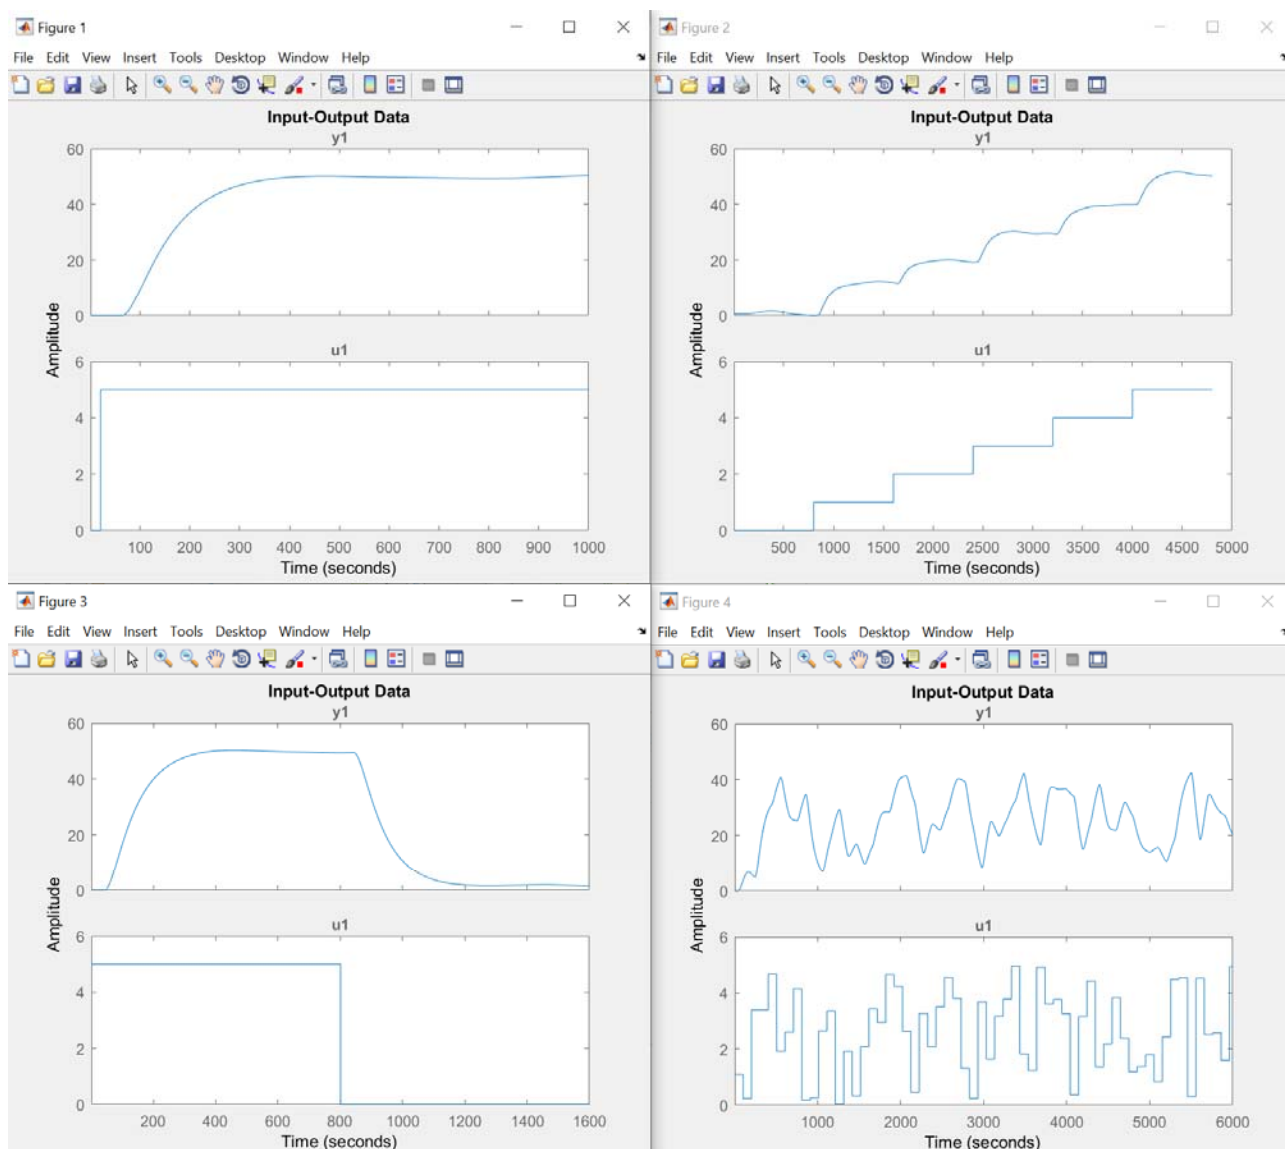 Figure 1
File Edit View Insert Tools Desktop Window Help
Input-Output Data
y1
60
40
20
0
Amplitude
u1
6
4
2
0
100 200 300 400 500 600 700 800 900 1000
Time (seconds)
Figure 2
File Edit View Insert Tools Desktop Window Help
Input-Output Data
y1
60
40
20
0
Amplitude
u1
6
4
2
0
500 1000 1500 2000 2500 3000 3500 4000 4500 5000
Time (seconds)
Figure 3
File Edit View Insert Tools Desktop Window Help
Input-Output Data
y1
60
40
20
0
Amplitude
u1
6
4
2
0
200 400 600 800 1000 1200 1400 1600
Time (seconds)
Figure 4
File Edit View Insert Tools Desktop Window Help
Input-Output Data
y1
60
40
20
0
Amplitude
u1
6
4
2
0
1000 2000 3000 4000 5000 6000
Time (seconds)